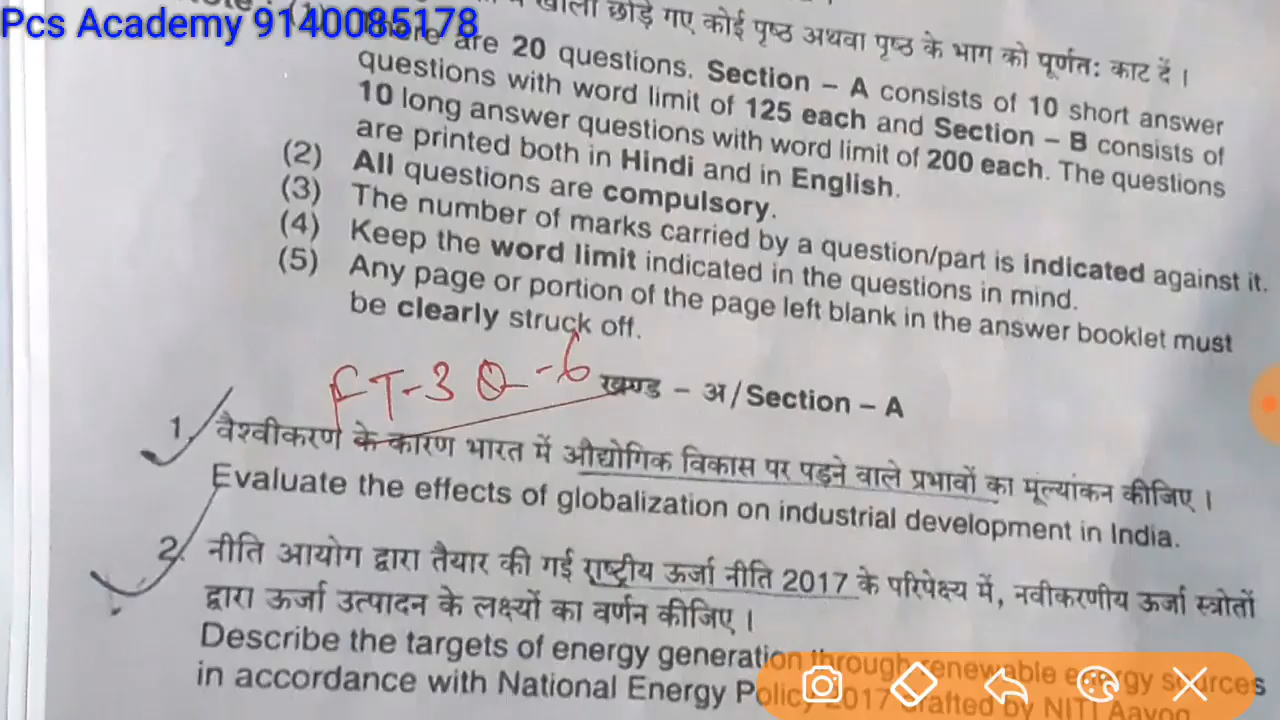 Pcs Academy 9140085178
खाली छोड़े गए कोई पृष्ठ अथवा पृष्ठ के भाग को पूर्णतः काट दें ।
are 20 questions. Section – A consists of 10 short answer
questions with word limit of 125 each and Section – B consists of
10 long answer questions with word limit of 200 each. The questions
are printed both in Hindi and in English.
(2) All questions are compulsory.
(3) The number of marks carried by a question/part is indicated against it.
(4) Keep the word limit indicated in the questions in mind.
(5) Any page or portion of the page left blank in the answer booklet must
be clearly struck off.
FT-3 Q-6
खण्ड – अ/Section – A
1. वैश्वीकरण के कारण भारत में औद्योगिक विकास पर पड़ने वाले प्रभावों का मूल्यांकन कीजिए ।
Evaluate the effects of globalization on industrial development in India.
2. नीति आयोग द्वारा तैयार की गई राष्ट्रीय ऊर्जा नीति 2017 के परिपेक्ष्य में, नवीकरणीय ऊर्जा स्त्रोतों
द्वारा ऊर्जा उत्पादन के लक्ष्यों का वर्णन कीजिए ।
Describe the targets of energy generation through renewable energy sources
in accordance with National Energy Policy 2017 drafted by NITI Aayog